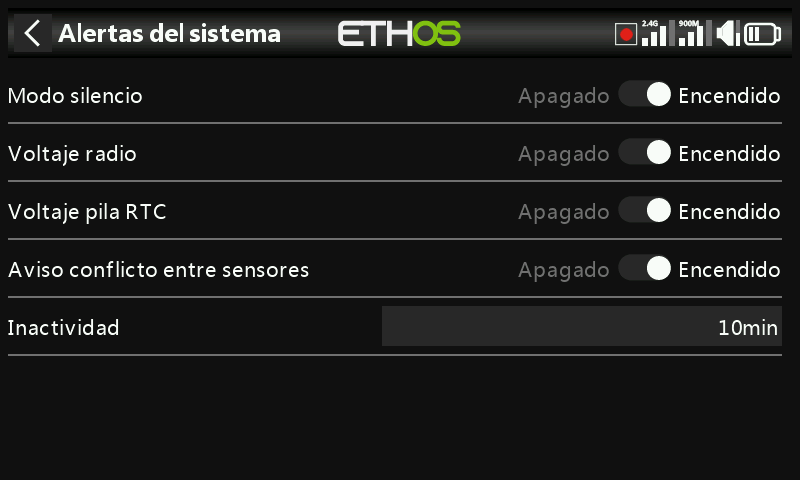 Alertas del sistema ETHOS 2.4G 900M
Modo silencio Apagado Encendido
Voltaje radio Apagado Encendido
Voltaje pila RTC Apagado Encendido
Aviso conflicto entre sensores Apagado Encendido
Inactividad 10min